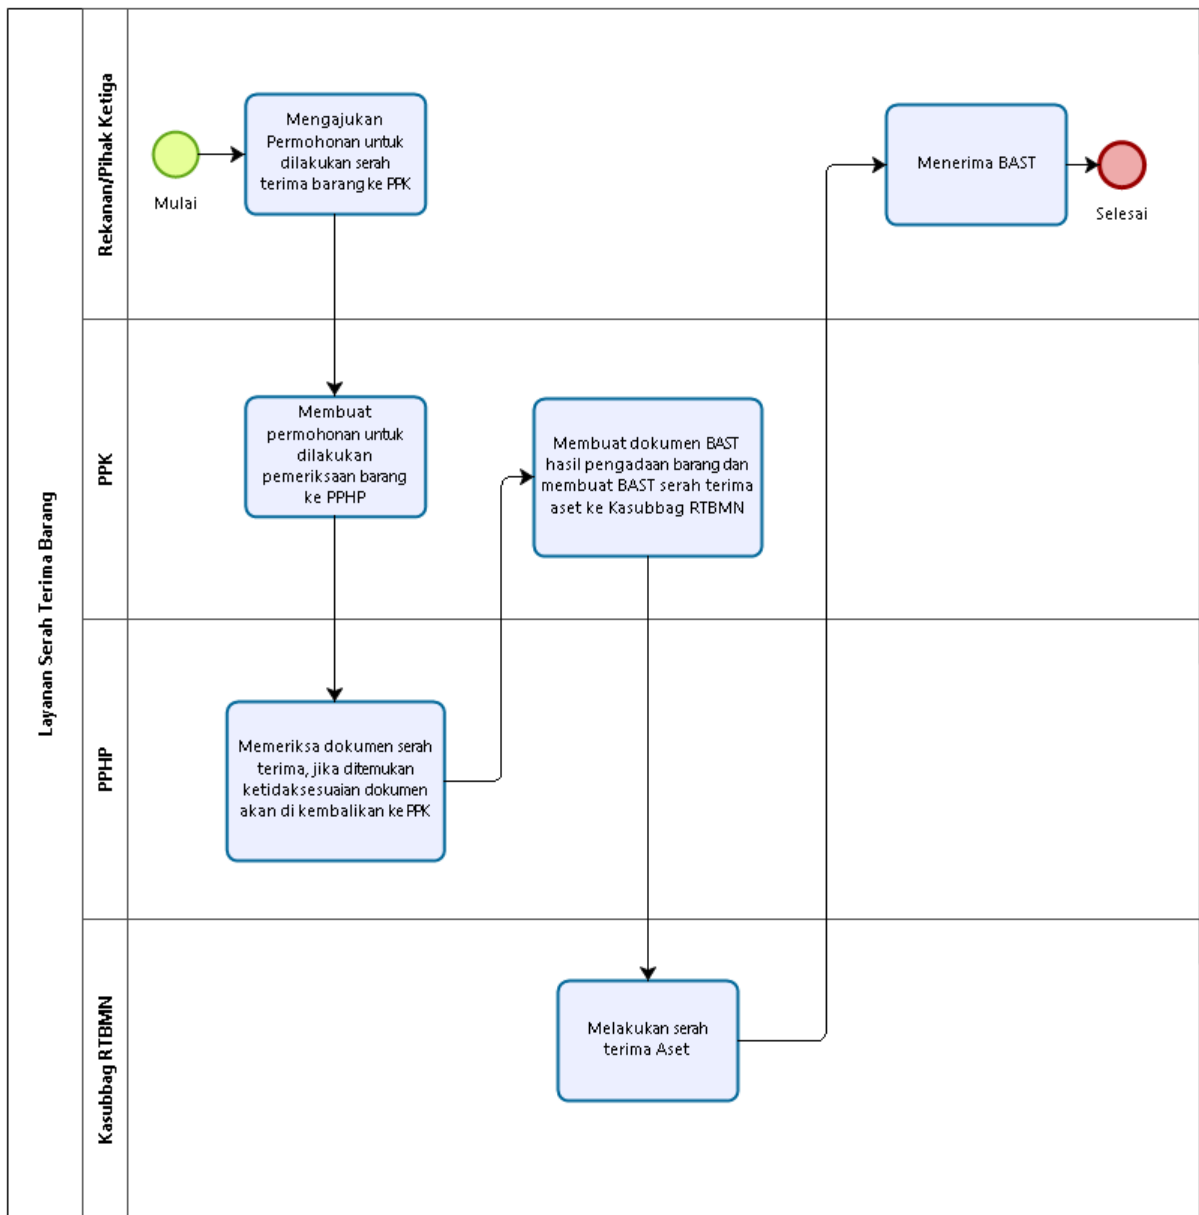 Layanan Serah Terima Barang
Rekanan/Pihak Ketiga
Mulai
Mengajukan
Permohonan untuk
dilakukan serah
terima barang ke PPK
Menerima BAST
Selesai
PPK
Membuat
permohonan untuk
dilakukan
pemeriksaan barang
ke PPHP
Membuat dokumen BAST
hasil pengadaan barang dan
membuat BAST serah terima
aset ke Kasubbag RTBMN
PPHP
Memeriksa dokumen serah
terima, jika ditemukan
ketidaksesuaian dokumen
akan di kembalikan ke PPK
Kasubbag RTBMN
Melakukan serah
terima Aset